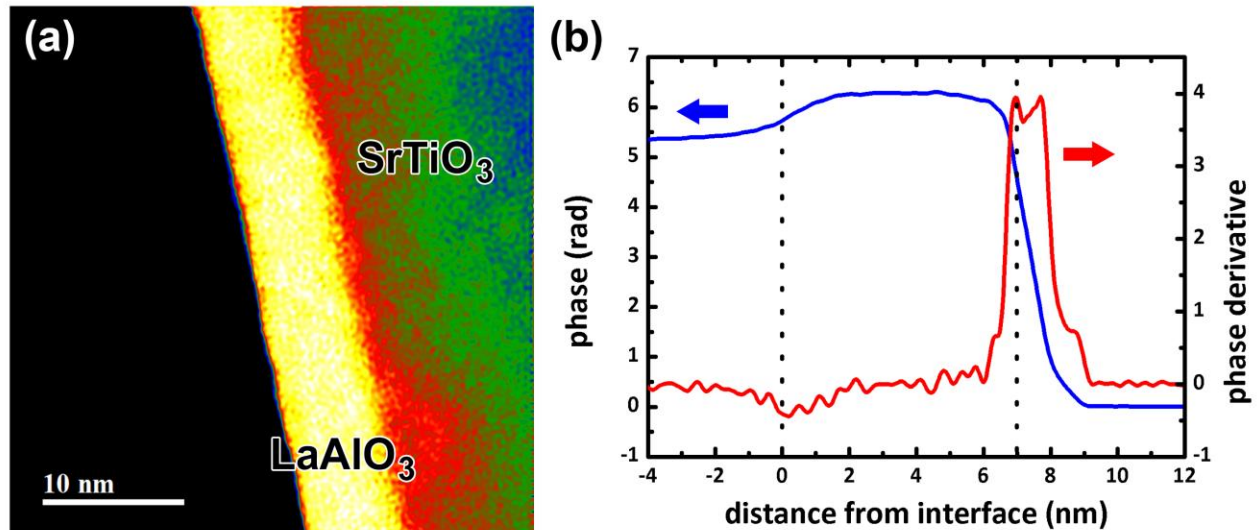 (a)
SrTiO3
LaAlO3
10 nm
(b)
7
6
5
4
3
2
1
0
-1
phase (rad)
4
3
2
1
0
-1
phase derivative
-4 -2 0 2 4 6 8 10 12
distance from interface (nm)